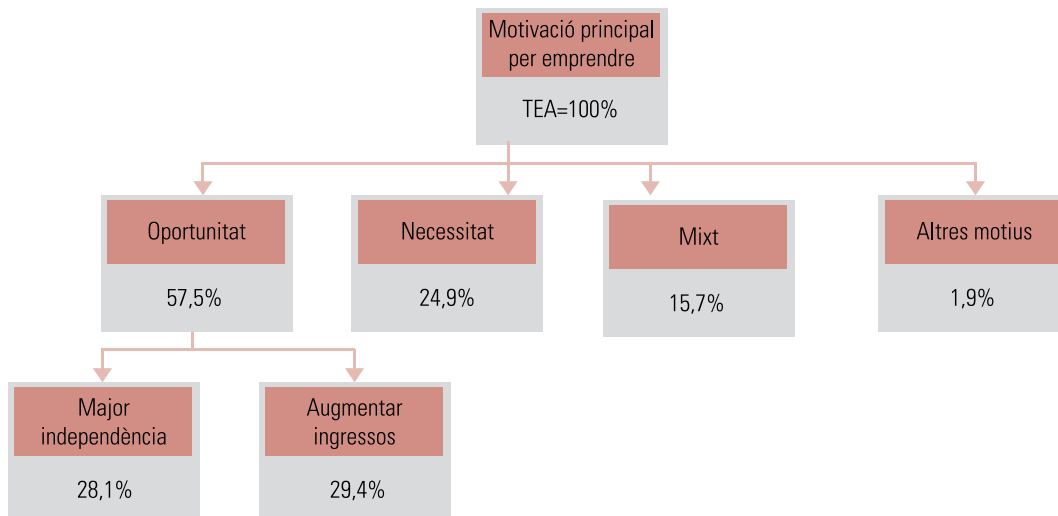 Motivació principal
per emprendre
TEA=100%
Oportunitat
57,5%
Necessitat
24,9%
Mixt
15,7%
Altres motius
1,9%
Major
independència
28,1%
Augmentar
ingressos
29,4%